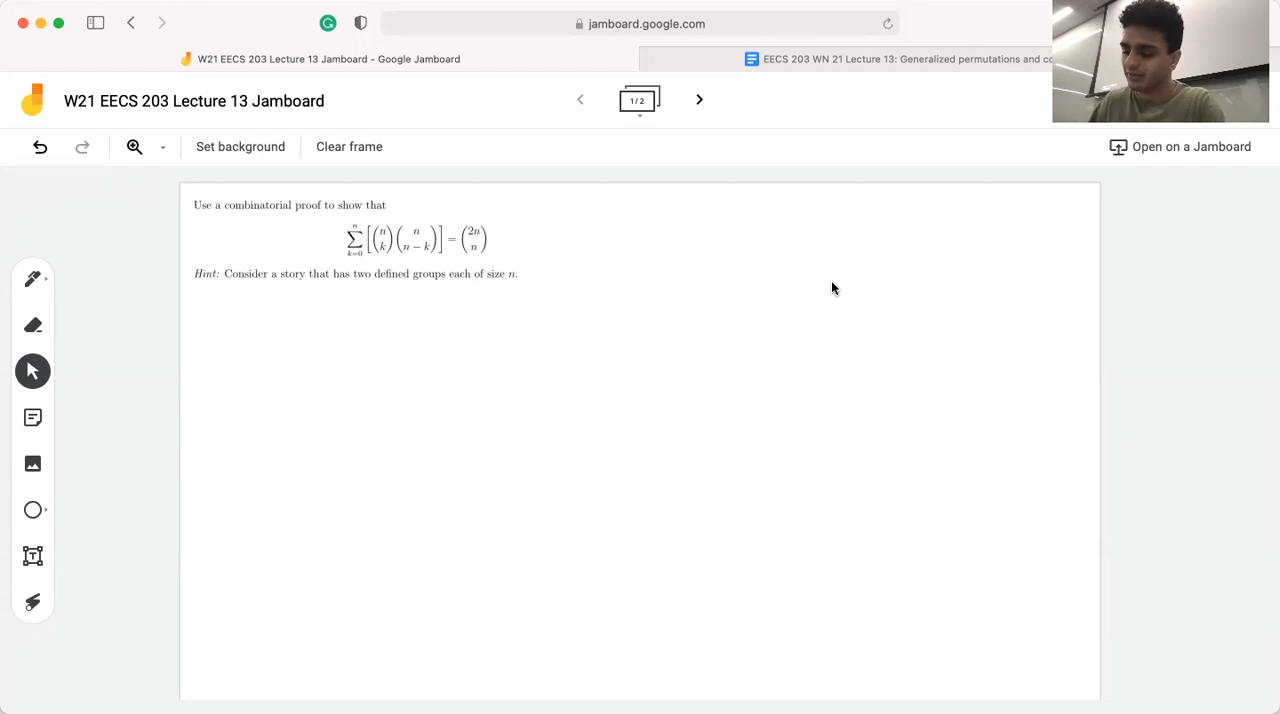 jamboard.google.com
W21 EECS 203 Lecture 13 Jamboard - Google Jamboard
EECS 203 WN 21 Lecture 13: Generalized permutations and co
W21 EECS 203 Lecture 13 Jamboard
1/2
Set background
Clear frame
Open on a Jamboard
Use a combinatorial proof to show that
\sum_{k=0}^{n} \left[ \binom{n}{k} \binom{n}{n-k} \right] = \binom{2n}{n}
Hint: Consider a story that has two defined groups each of size n.